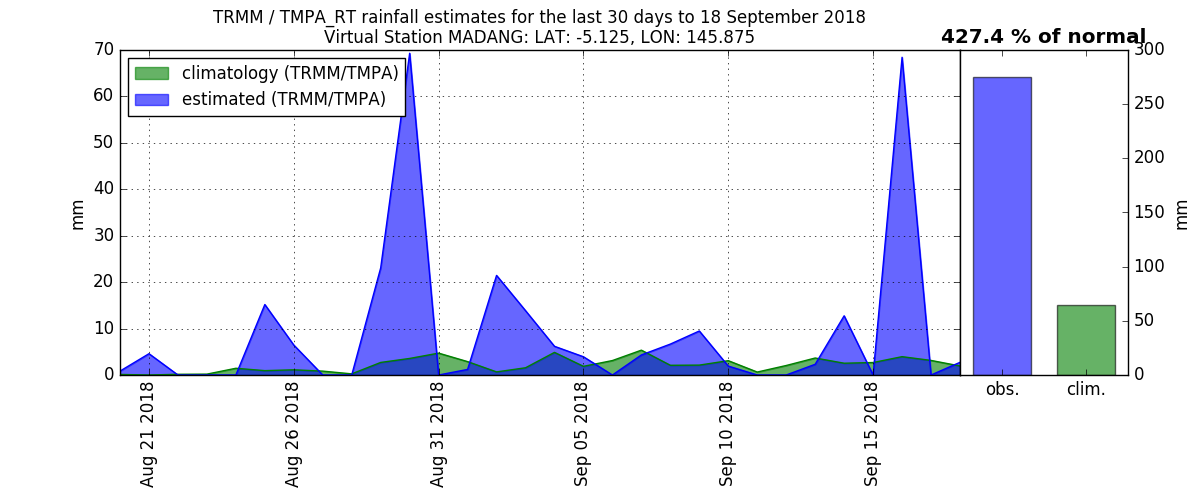 TRMM / TMPA_RT rainfall estimates for the last 30 days to 18 September 2018
Virtual Station MADANG: LAT: -5.125, LON: 145.875
427.4 % of normal
climatology (TRMM/TMPA)
estimated (TRMM/TMPA)
70
60
50
40
30
20
10
0
mm
Aug 21 2018
Aug 26 2018
Aug 31 2018
Sep 05 2018
Sep 10 2018
Sep 15 2018
obs.
clim.
300
250
200
150
100
50
0
mm